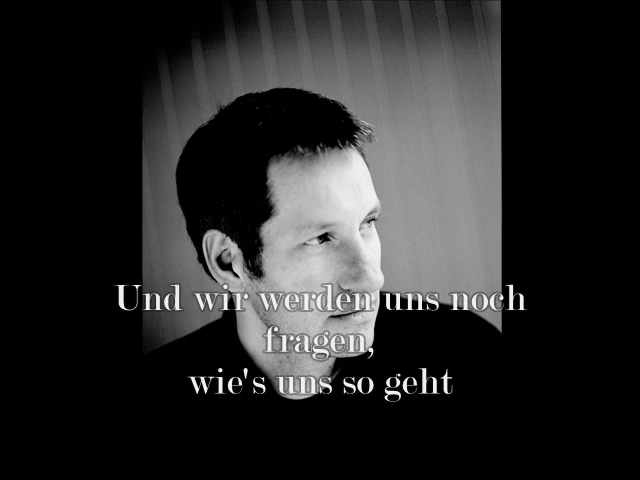 Und wir werden uns noch
fragen,
wie's uns so geht